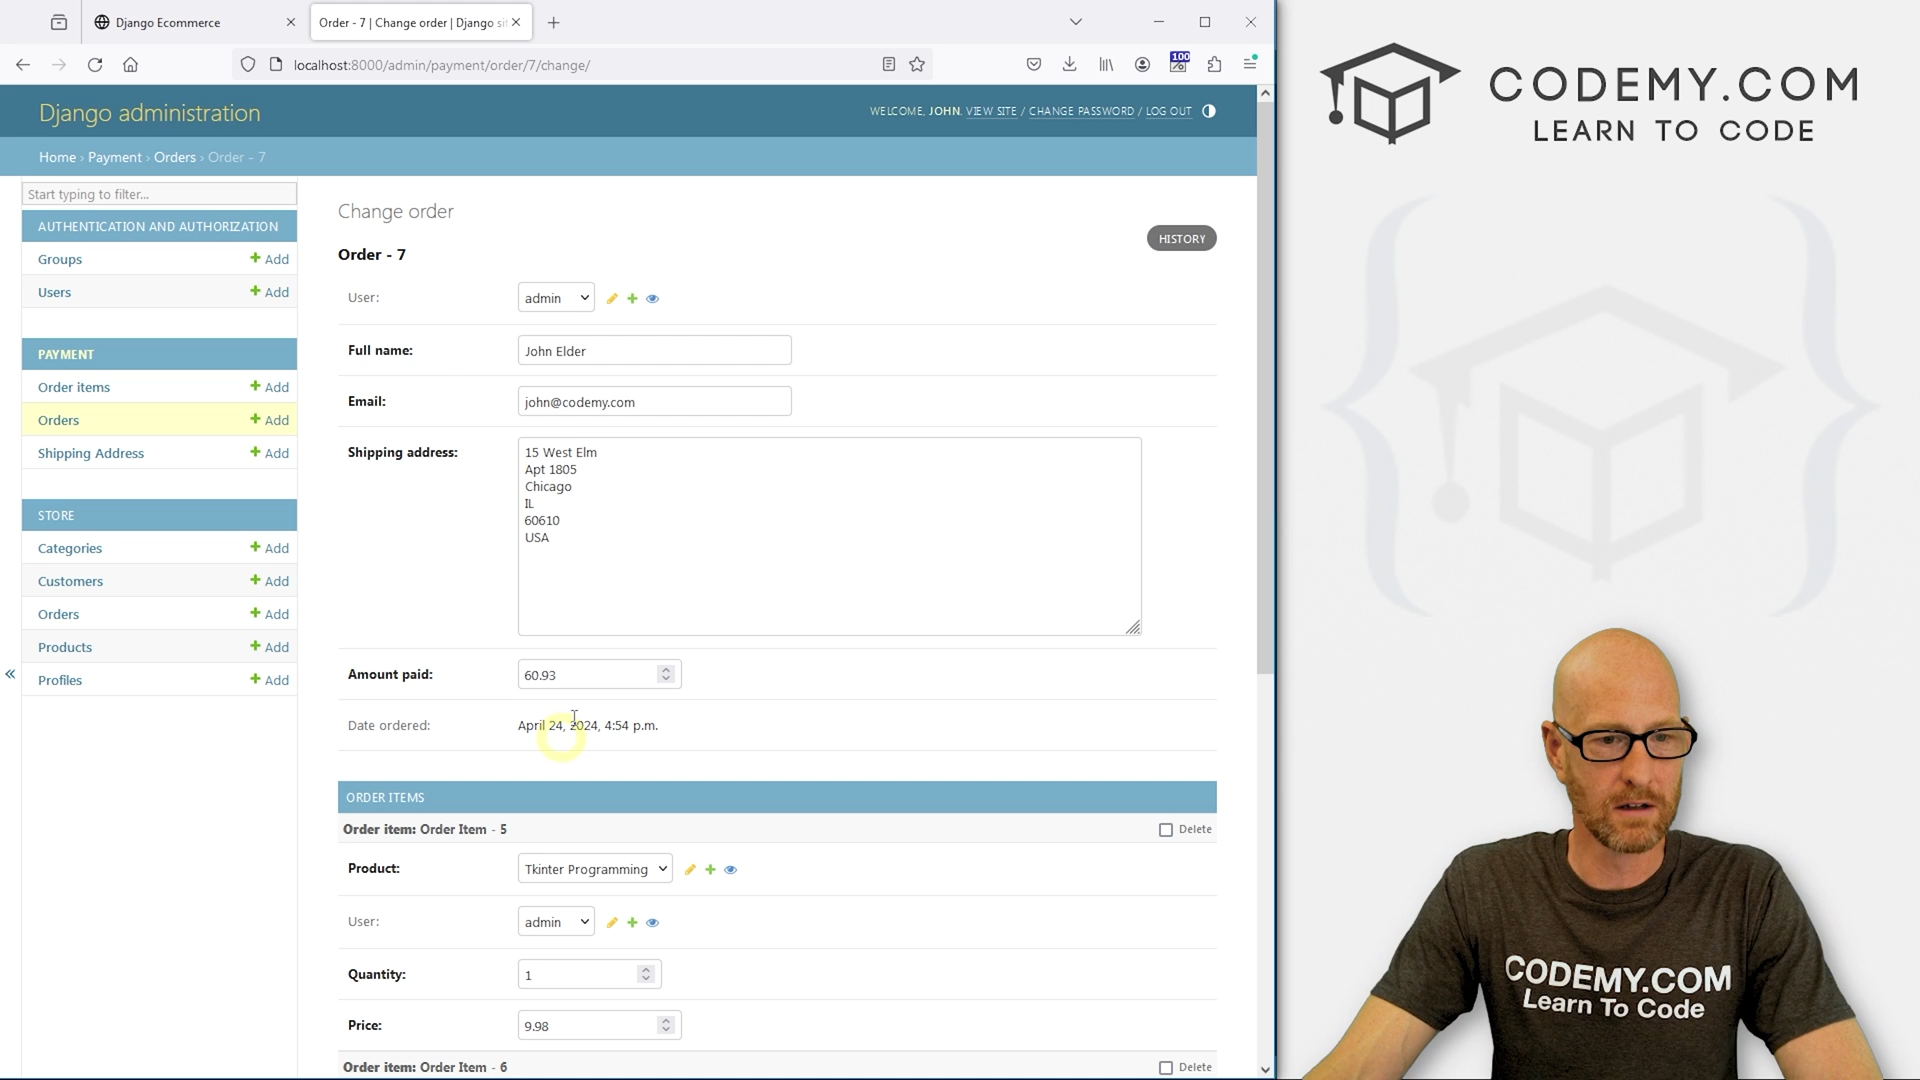 Django Ecommerce
Order - 7 | Change order | Django si
localhost:8000/admin/payment/order/7/change/
100
Django administration
WELCOME, JOHN. VIEW SITE / CHANGE PASSWORD / LOG OUT
Home › Payment › Orders › Order - 7
Start typing to filter...
AUTHENTICATION AND AUTHORIZATION
Groups + Add
Users + Add
PAYMENT
Order items + Add
Orders + Add
Shipping Address + Add
STORE
Categories + Add
Customers + Add
Orders + Add
Products + Add
Profiles + Add
«
Change order
HISTORY
Order - 7
User: admin
Full name: John Elder
Email: john@codemy.com
Shipping address: 15 West Elm
Apt 1805
Chicago
IL
60610
USA
Amount paid: 60.93
Date ordered: April 24, 2024, 4:54 p.m.
ORDER ITEMS
Order item: Order Item - 5 Delete
Product: Tkinter Programming
User: admin
Quantity: 1
Price: 9.98
Order item: Order Item - 6 Delete
CODEMY.COM
LEARN TO CODE
CODEMY.COM
Learn To Code